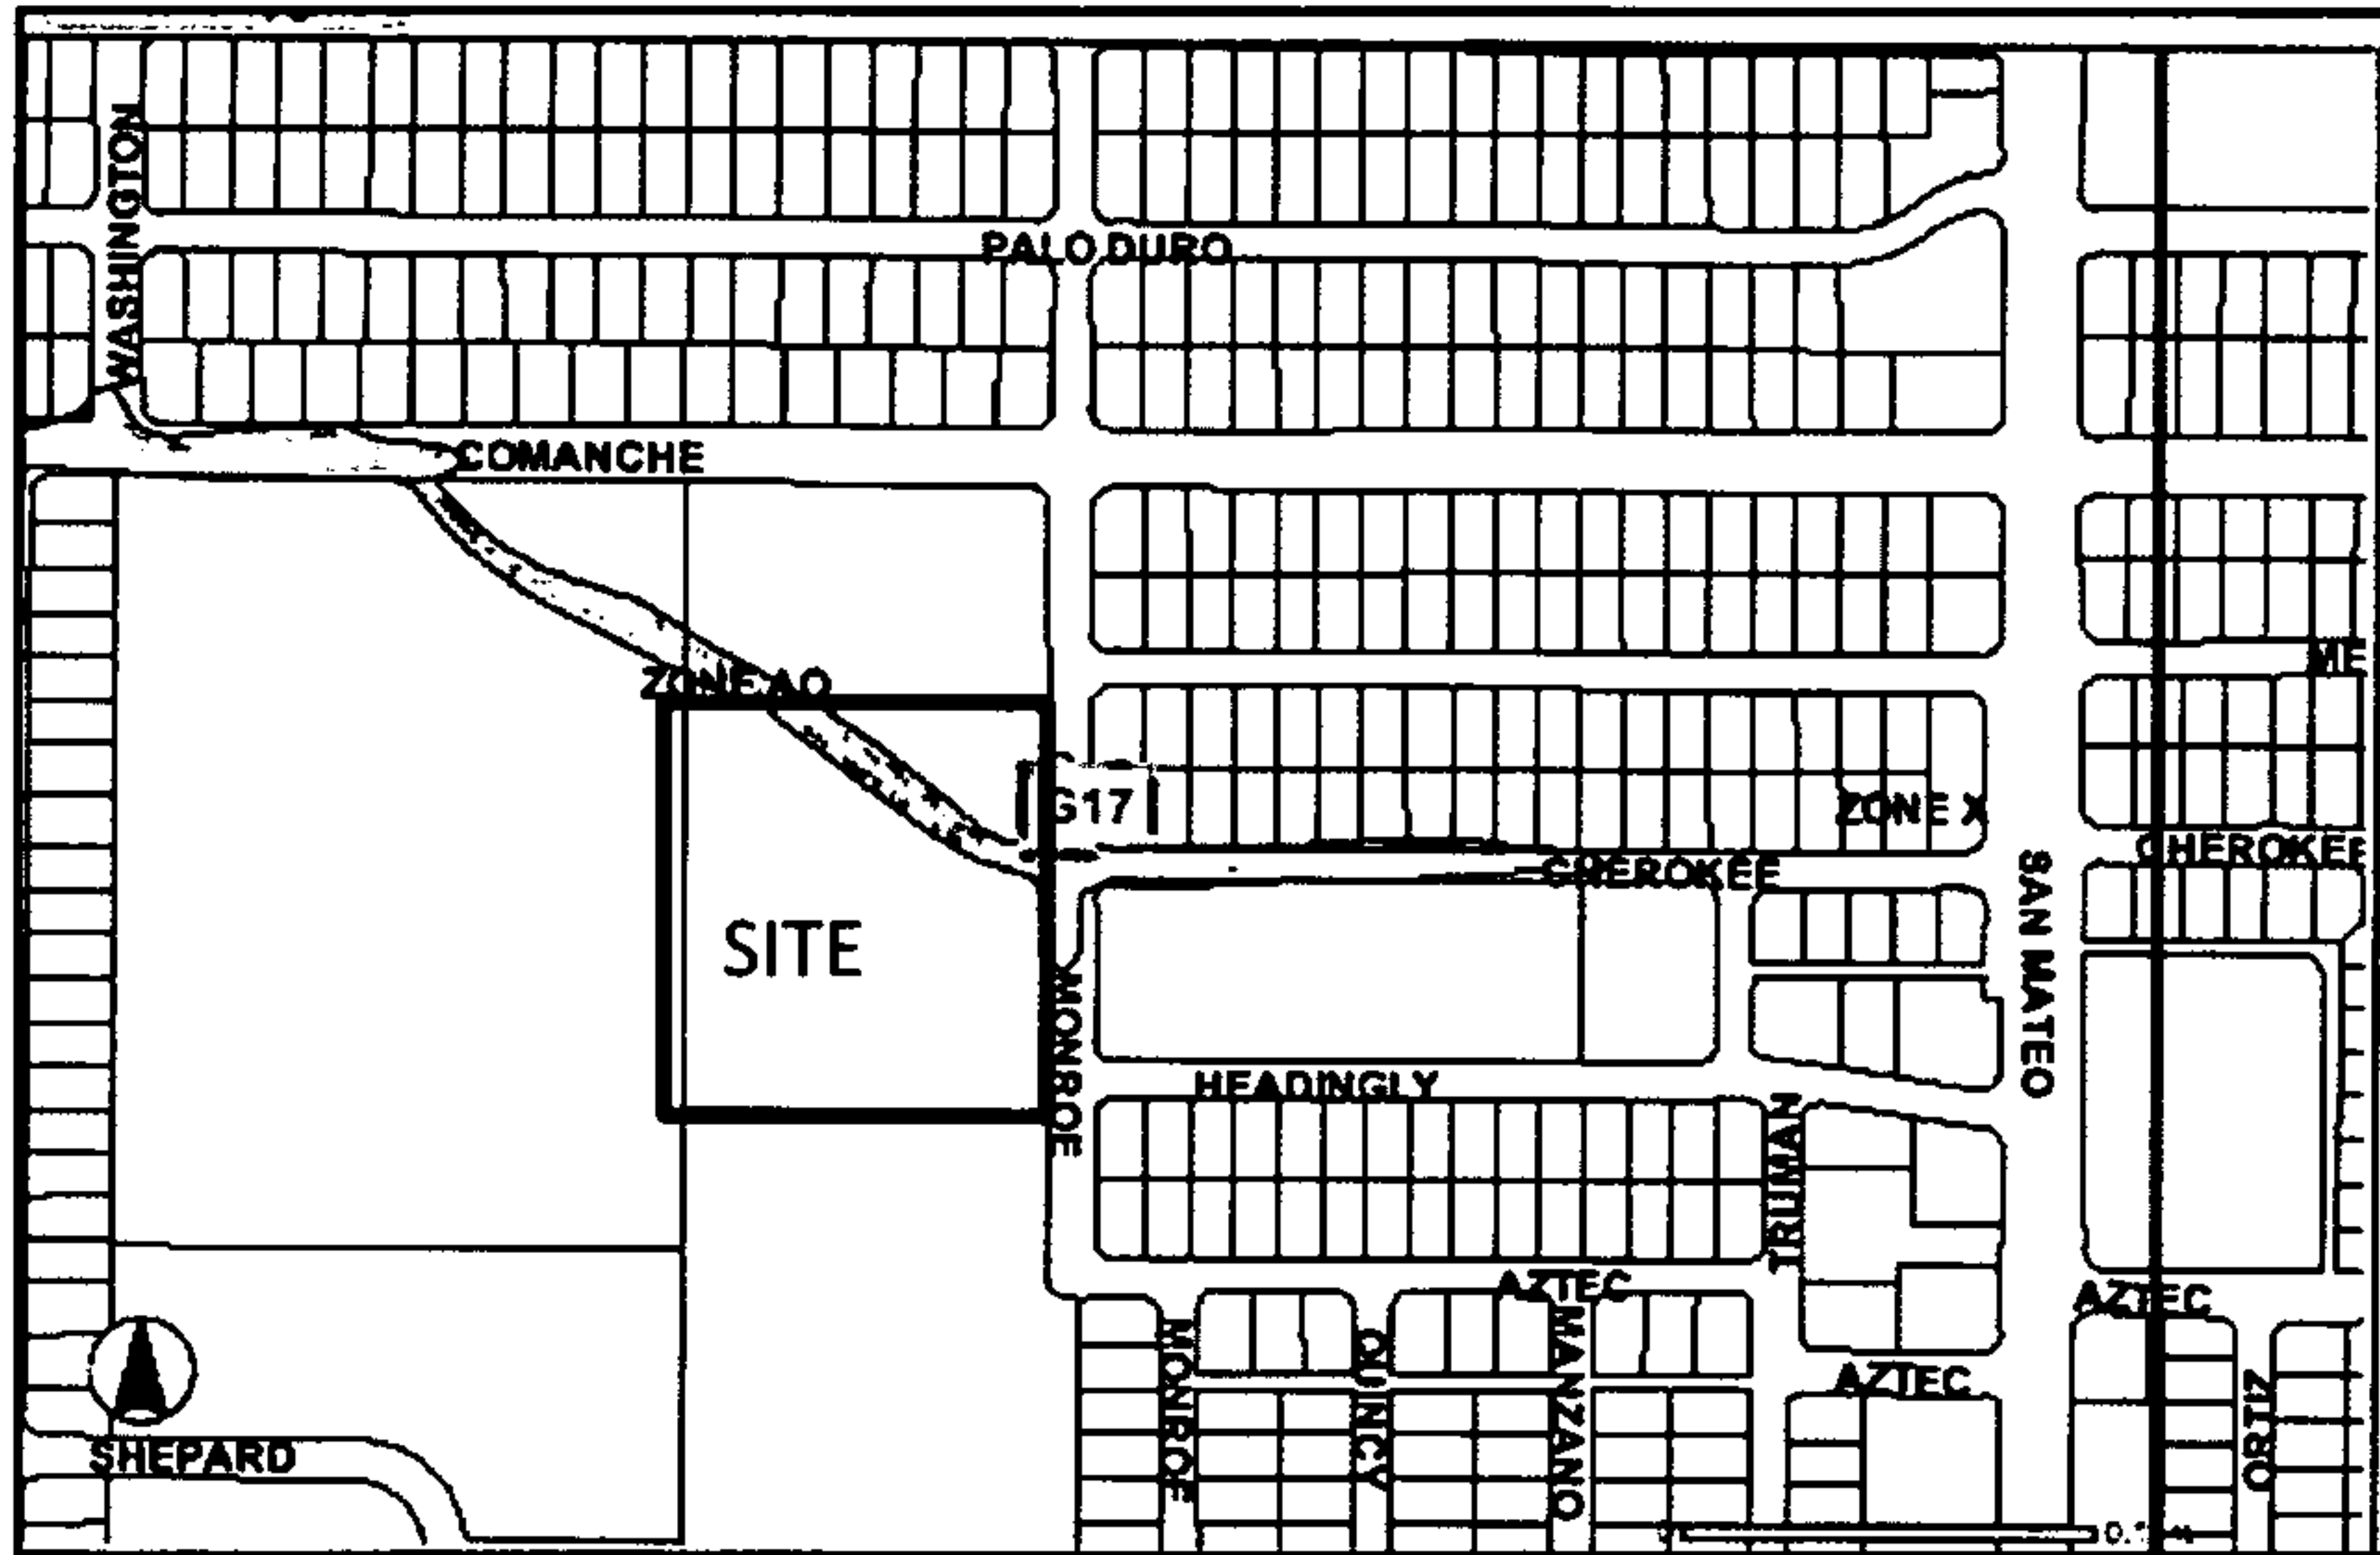 WASHINGTON
PALO DURO
COMANCHE
ZONE AO
G17
ZONE X
CHEROKEE
CHEROKEE
SITE
SAN MATEO
MONROE
HEADINGLY
TRUMAN
AZTEC
AZTEC
MONROE
QUINCY
MANZANO
AZTEC
ORTIZ
SHEPARD